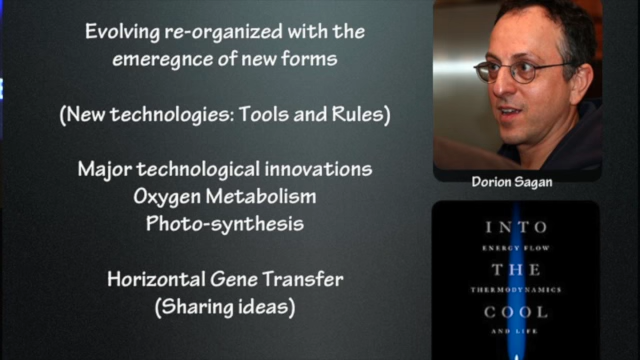 Evolving re-organized with the
emeregnce of new forms
(New technologies: Tools and Rules)
Major technological innovations
Oxygen Metabolism
Photo-synthesis
Horizontal Gene Transfer
(Sharing ideas)
Dorion Sagan
INTO
ENERGY FLOW
THE
THERMODYNAMICS
COOL
AND LIFE